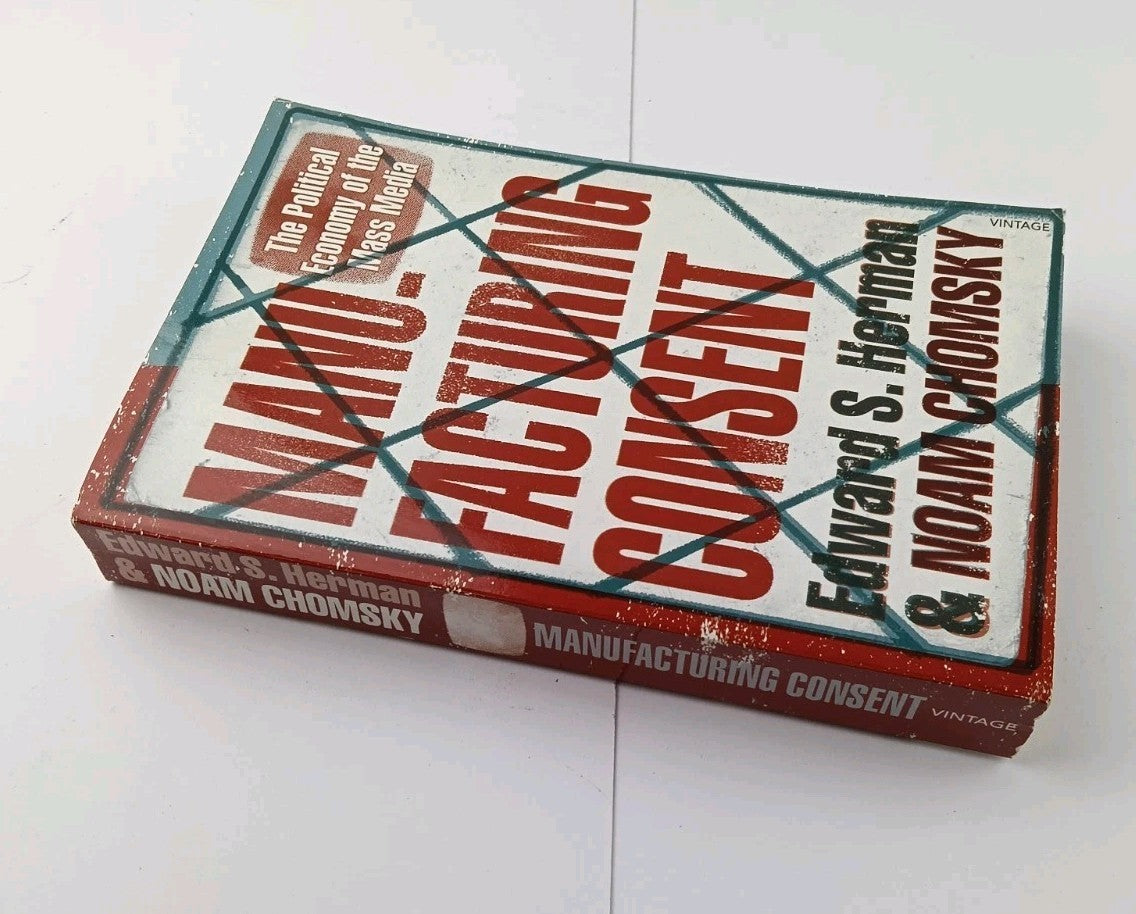 The Political
Economy of the
Mass Media
MANU-
FACTURING
CONSENT
Edward S. Herman
& NOAM CHOMSKY
VINTAGE
Edward S. Herman
& NOAM CHOMSKY
MANUFACTURING CONSENT
VINTAGE